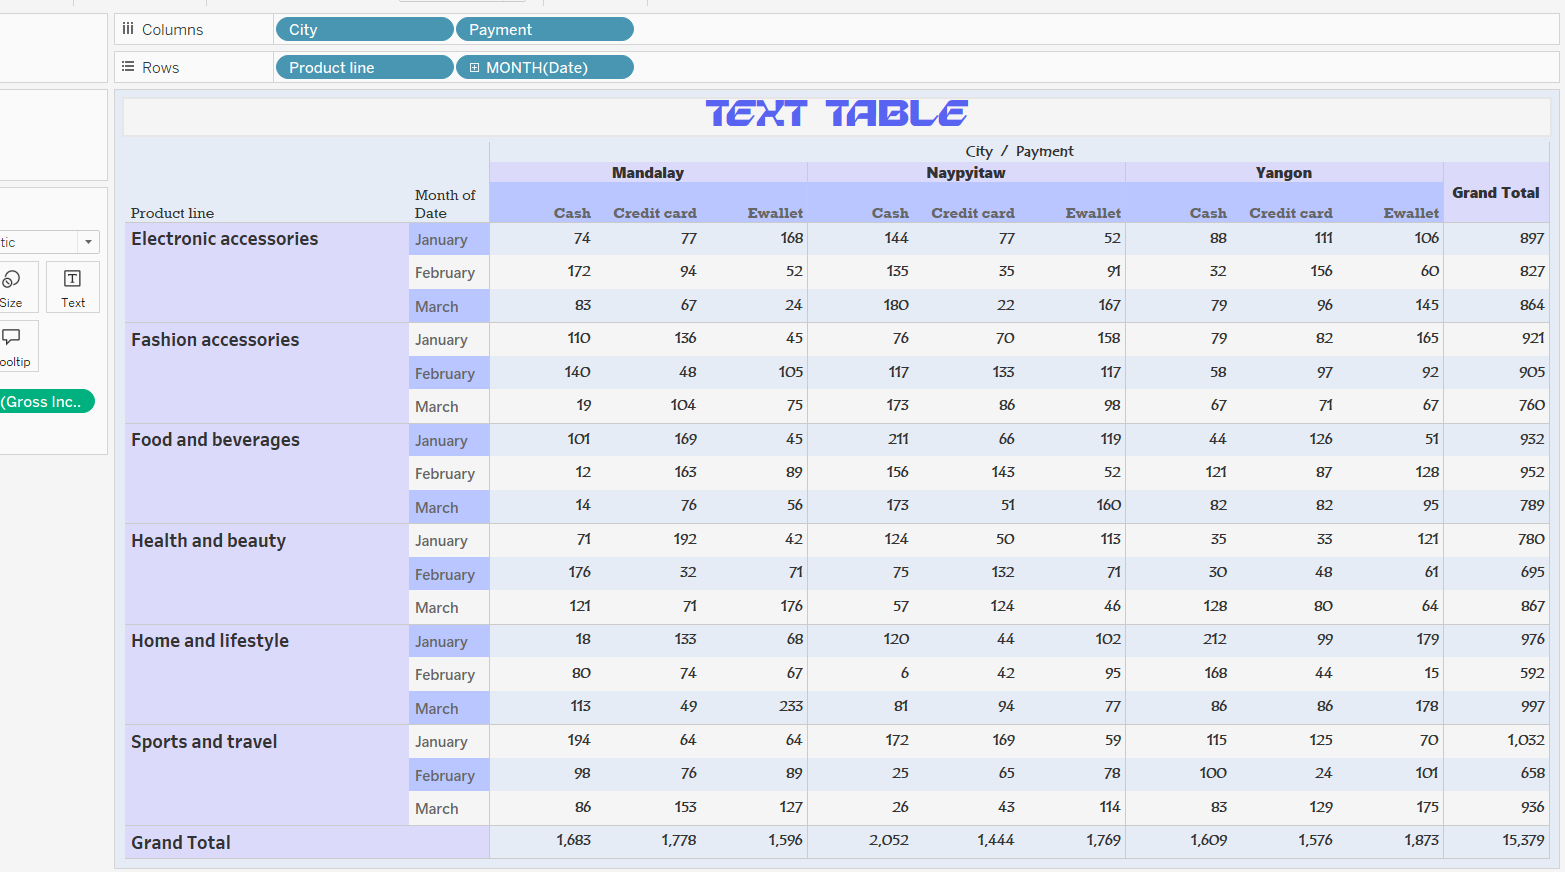 Columns City Payment
Rows Product line MONTH(Date)
TEXT TABLE
City / Payment
Mandalay Naypyitaw Yangon
Grand Total
Product line Month of Date Cash Credit card Ewallet Cash Credit card Ewallet Cash Credit card Ewallet
Electronic accessories January 74 77 168 144 77 52 88 111 106 897
February 172 94 52 135 35 91 32 156 60 827
March 83 67 24 180 22 167 79 96 145 864
Fashion accessories January 110 136 45 76 70 158 79 82 165 921
February 140 48 105 117 133 117 58 97 92 905
March 19 104 75 173 86 98 67 71 67 760
Food and beverages January 101 169 45 211 66 119 44 126 51 932
February 12 163 89 156 143 52 121 87 128 952
March 14 76 56 173 51 160 82 82 95 789
Health and beauty January 71 192 42 124 50 113 35 33 121 780
February 176 32 71 75 132 71 30 48 61 695
March 121 71 176 57 124 46 128 80 64 867
Home and lifestyle January 18 133 68 120 44 102 212 99 179 976
February 80 74 67 6 42 95 168 44 15 592
March 113 49 233 81 94 77 86 86 178 997
Sports and travel January 194 64 64 172 169 59 115 125 70 1,032
February 98 76 89 25 65 78 100 24 101 658
March 86 153 127 26 43 114 83 129 175 936
Grand Total 1,683 1,778 1,596 2,052 1,444 1,769 1,609 1,576 1,873 15,379
tic
Size Text
ooltip
(Gross Inc..